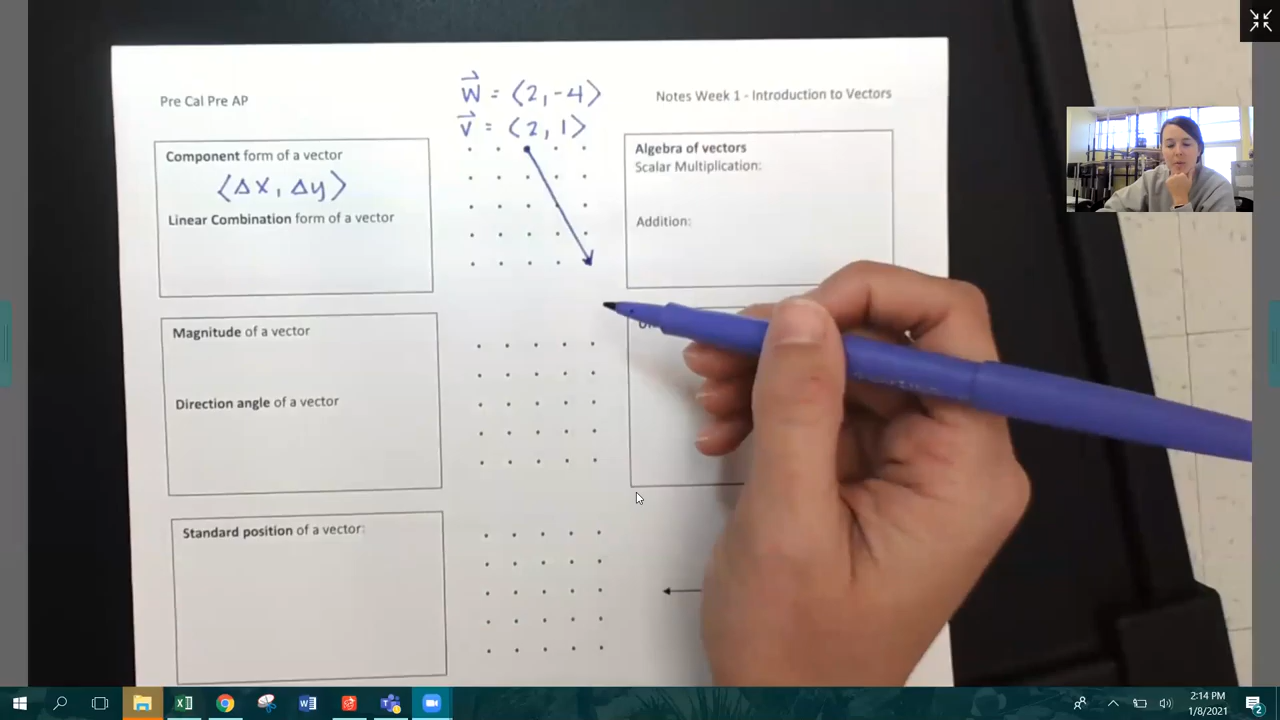 Pre Cal Pre AP
w⃗ = ⟨2, -4⟩
v⃗ = ⟨2, 1⟩
Notes Week 1 - Introduction to Vectors
Component form of a vector
⟨Δx, Δy⟩
Linear Combination form of a vector
Magnitude of a vector
Direction angle of a vector
Standard position of a vector:
Algebra of vectors
Scalar Multiplication:
Addition:
2:14 PM
1/8/2021
2